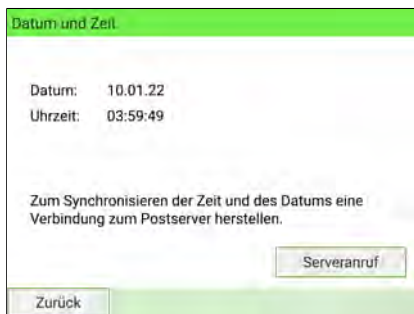 Datum und Zeit
Datum: 10.01.22
Uhrzeit: 03:59:49
Zum Synchronisieren der Zeit und des Datums eine
Verbindung zum Postserver herstellen.
Serveranruf
Zurück